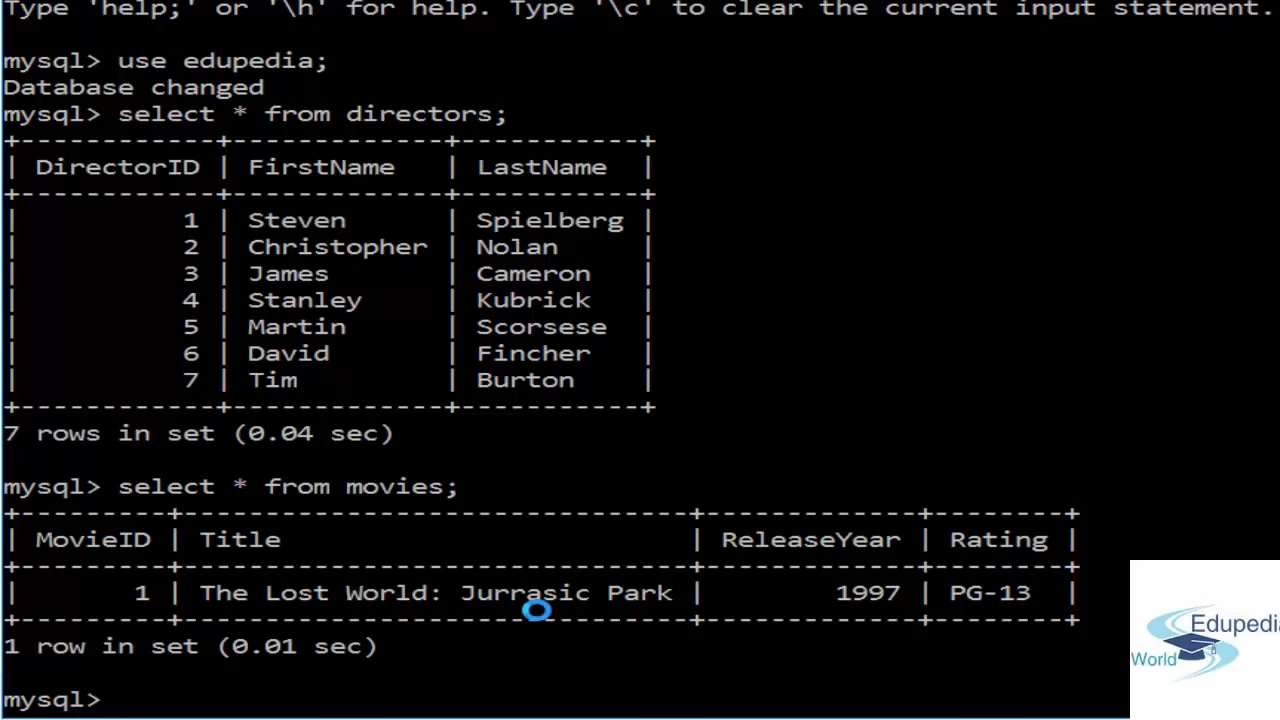 Type 'help;' or '\h' for help. Type '\c' to clear the current input statement.
mysql> use edupedia;
Database changed
mysql> select * from directors;
+------------+-------------+-----------+
| DirectorID | FirstName   | LastName  |
+------------+-------------+-----------+
|          1 | Steven      | Spielberg |
|          2 | Christopher | Nolan     |
|          3 | James       | Cameron   |
|          4 | Stanley     | Kubrick   |
|          5 | Martin      | Scorsese  |
|          6 | David       | Fincher   |
|          7 | Tim         | Burton    |
+------------+-------------+-----------+
7 rows in set (0.04 sec)
mysql> select * from movies;
+---------+-------------------------------+-------------+--------+
| MovieID | Title                         | ReleaseYear | Rating |
+---------+-------------------------------+-------------+--------+
|       1 | The Lost World: Jurrasic Park |        1997 | PG-13  |
+---------+-------------------------------+-------------+--------+
1 row in set (0.01 sec)
mysql>
Edupedia
World